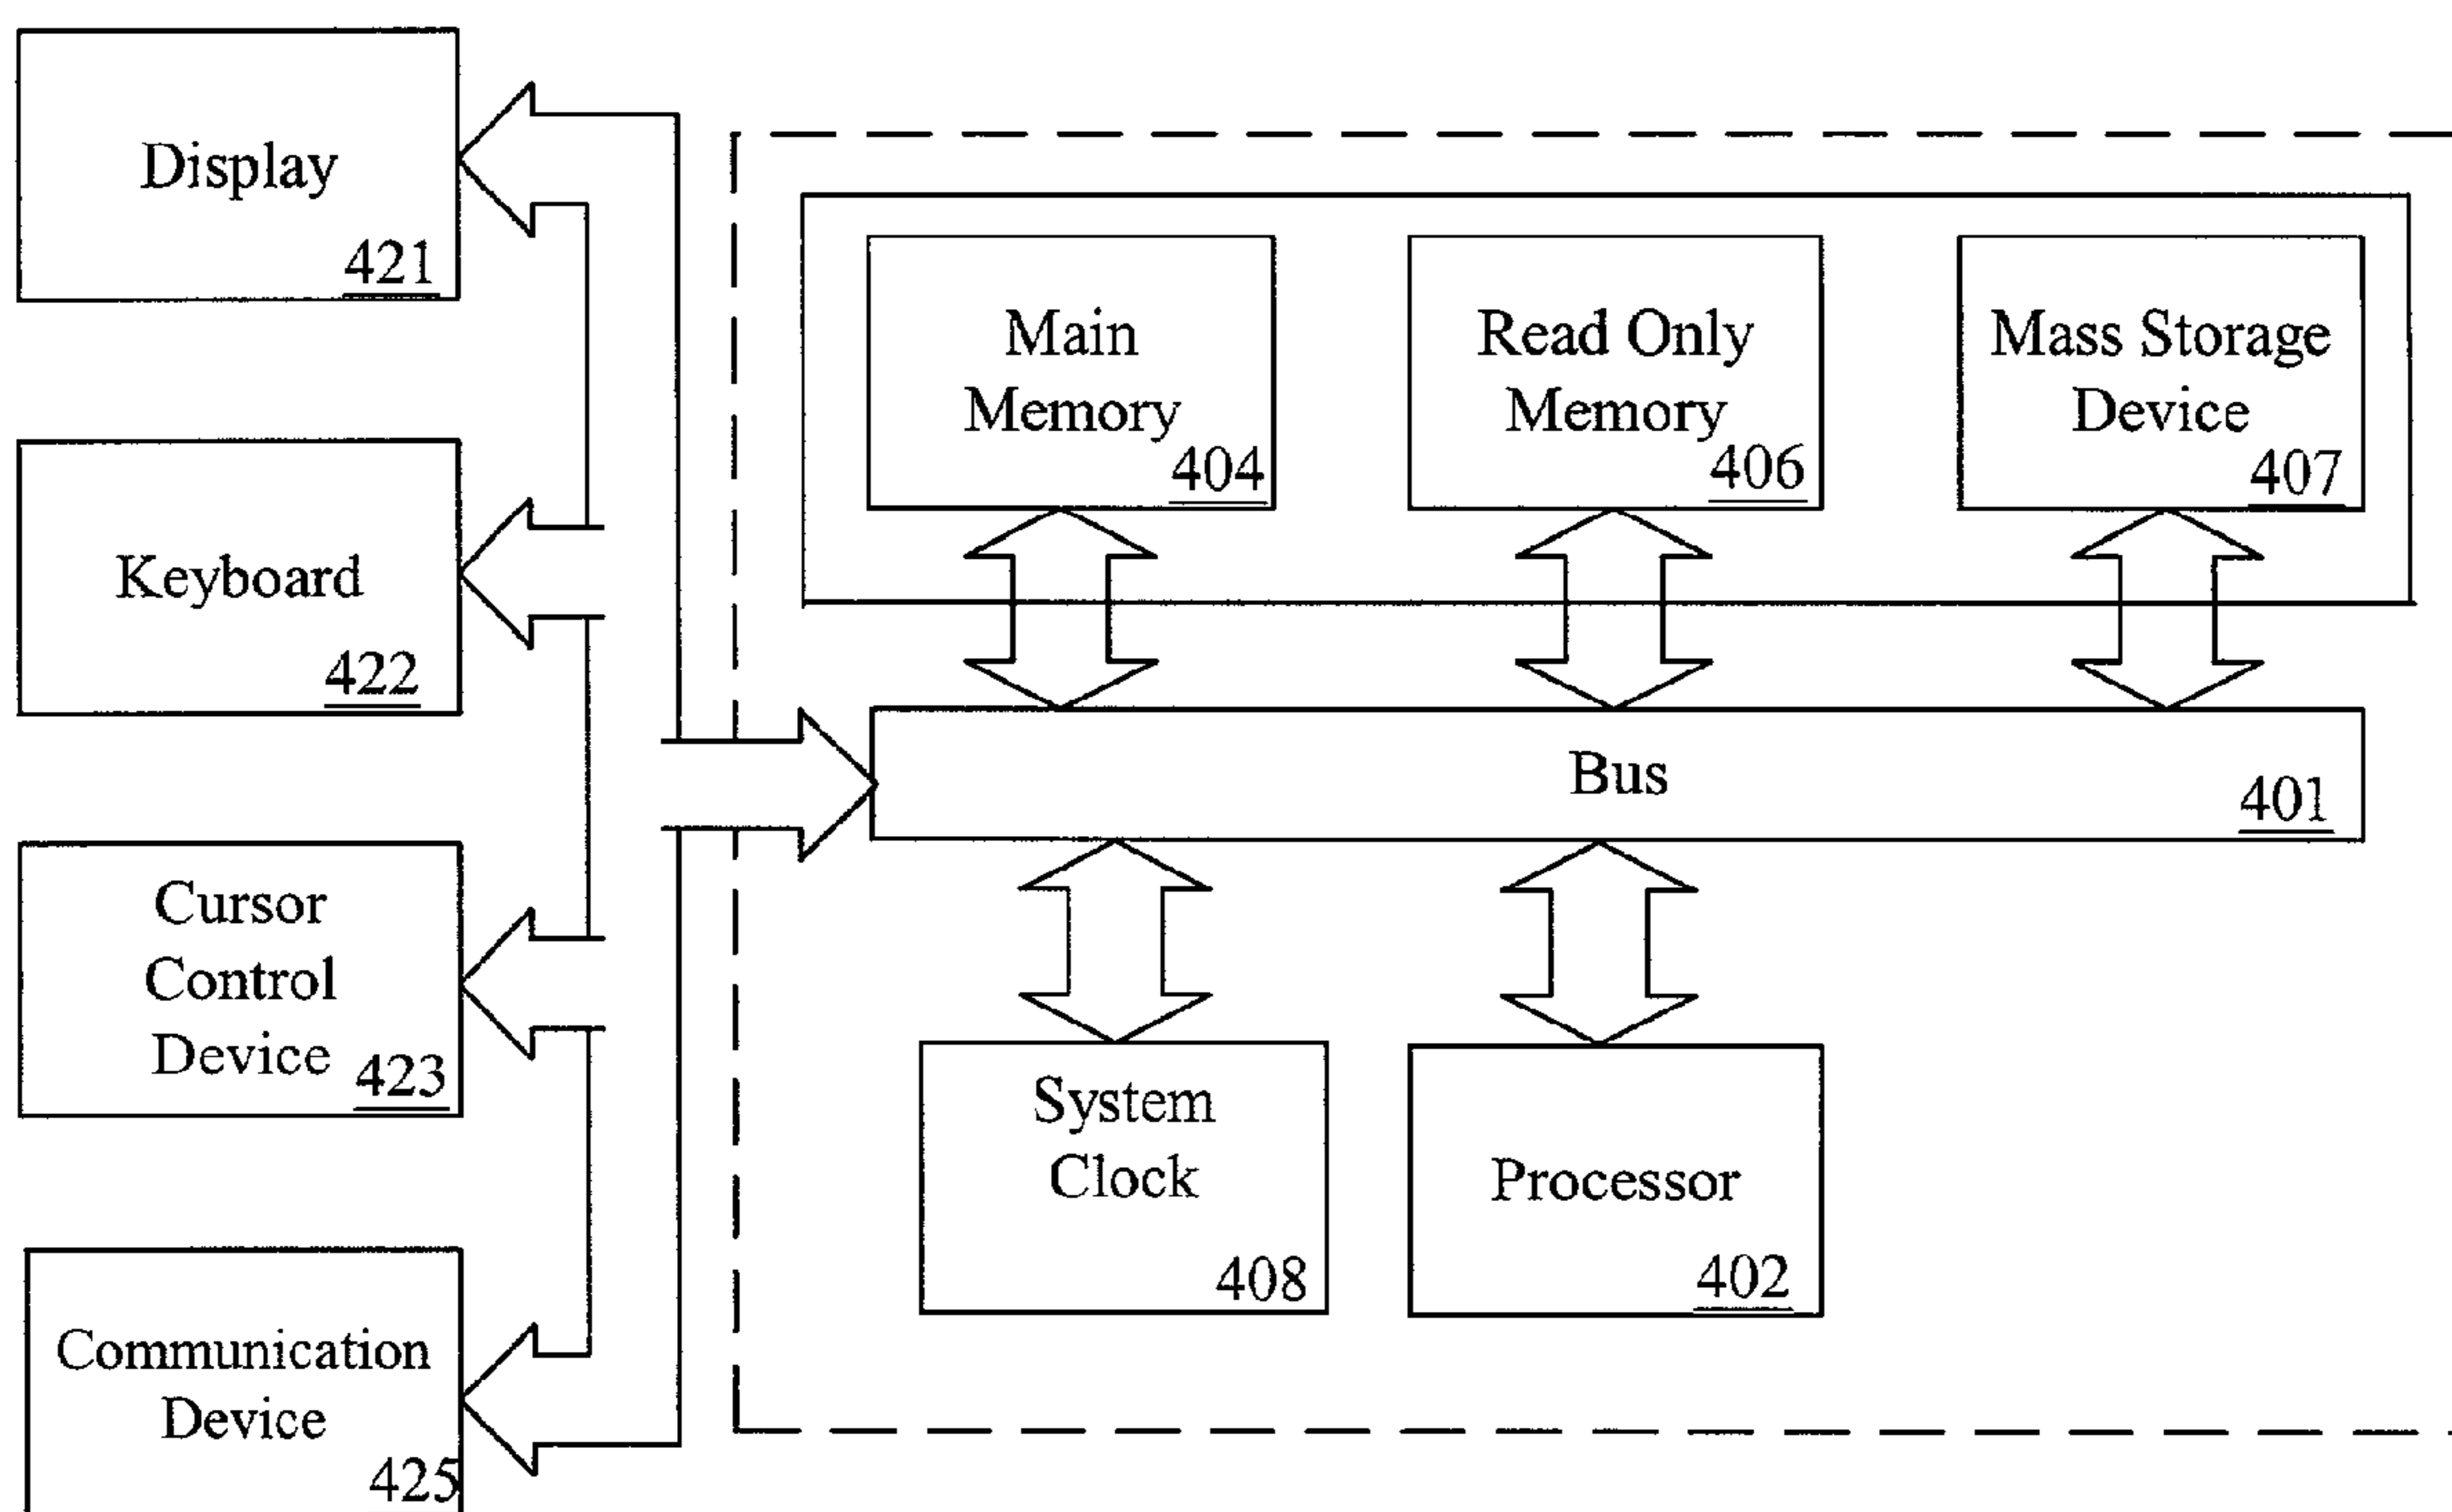 Display
421
Keyboard
422
Cursor
Control
Device
423
Communication
Device
425
Main
Memory
404
Read Only
Memory
406
Mass Storage
Device
407
Bus
401
System
Clock
408
Processor
402